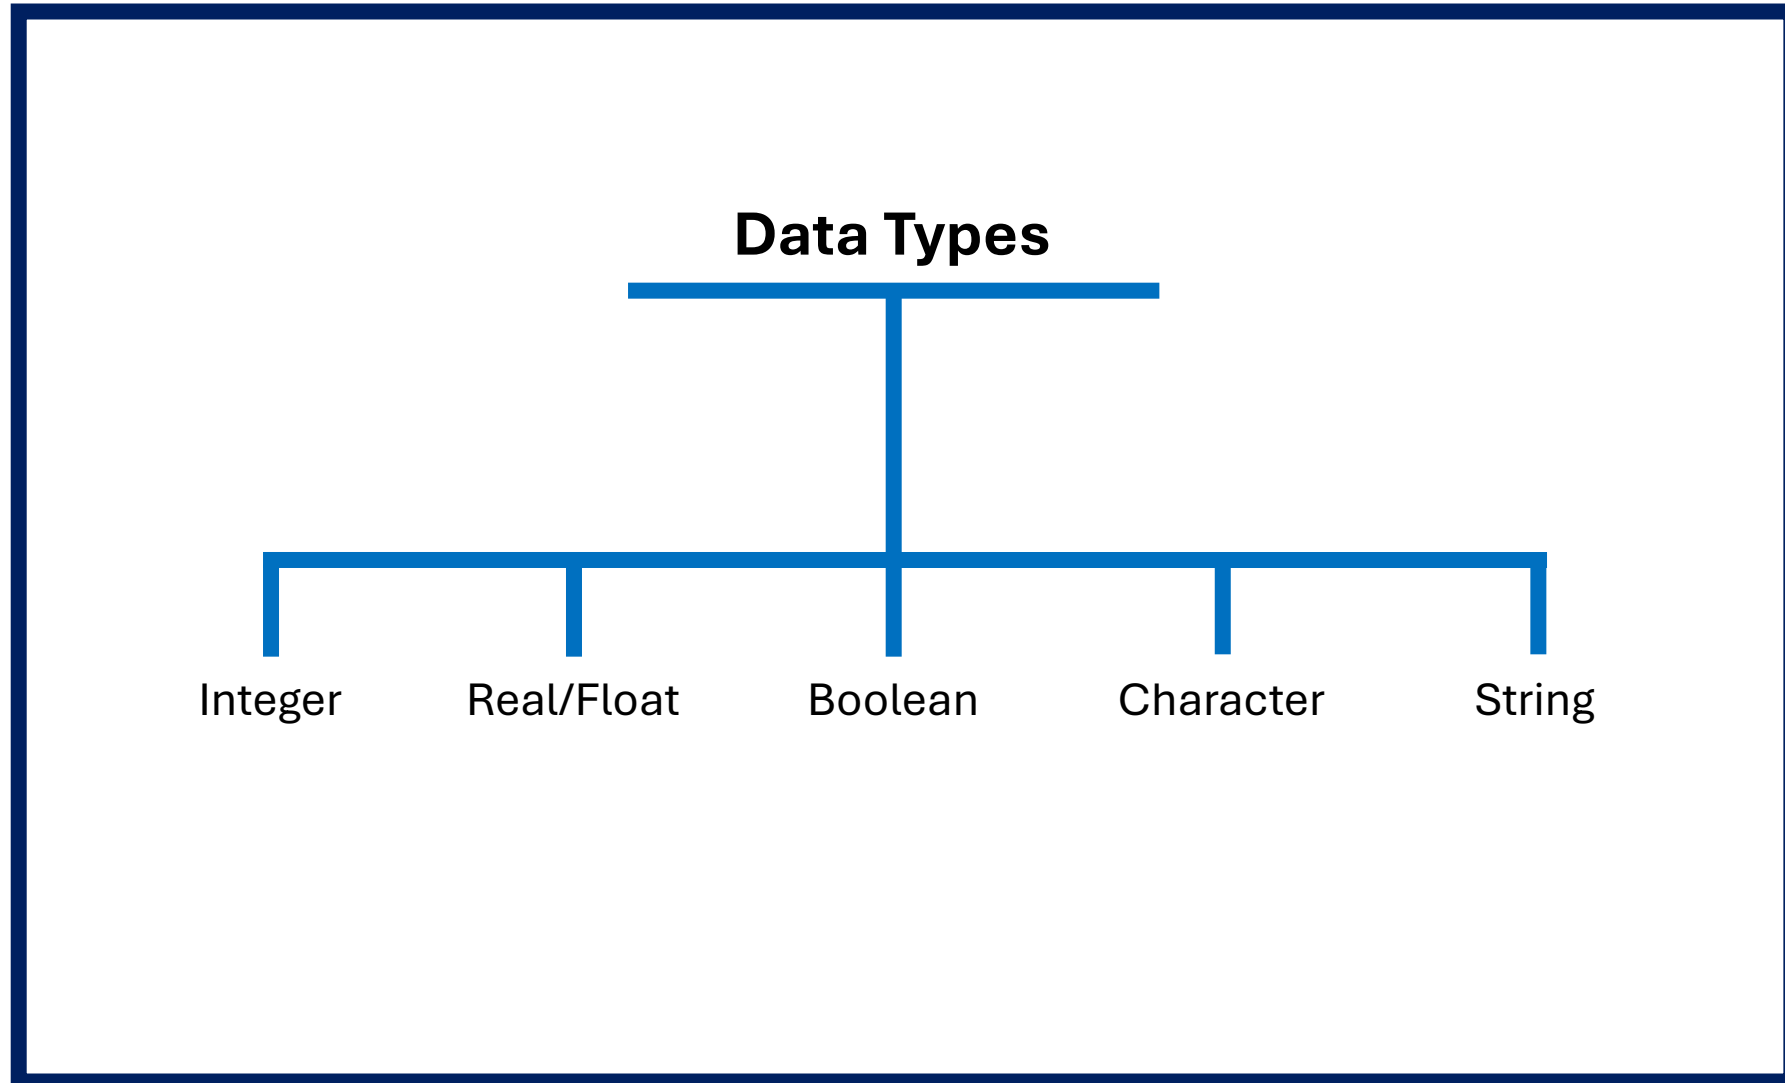 Data Types
Integer Real/Float Boolean Character String